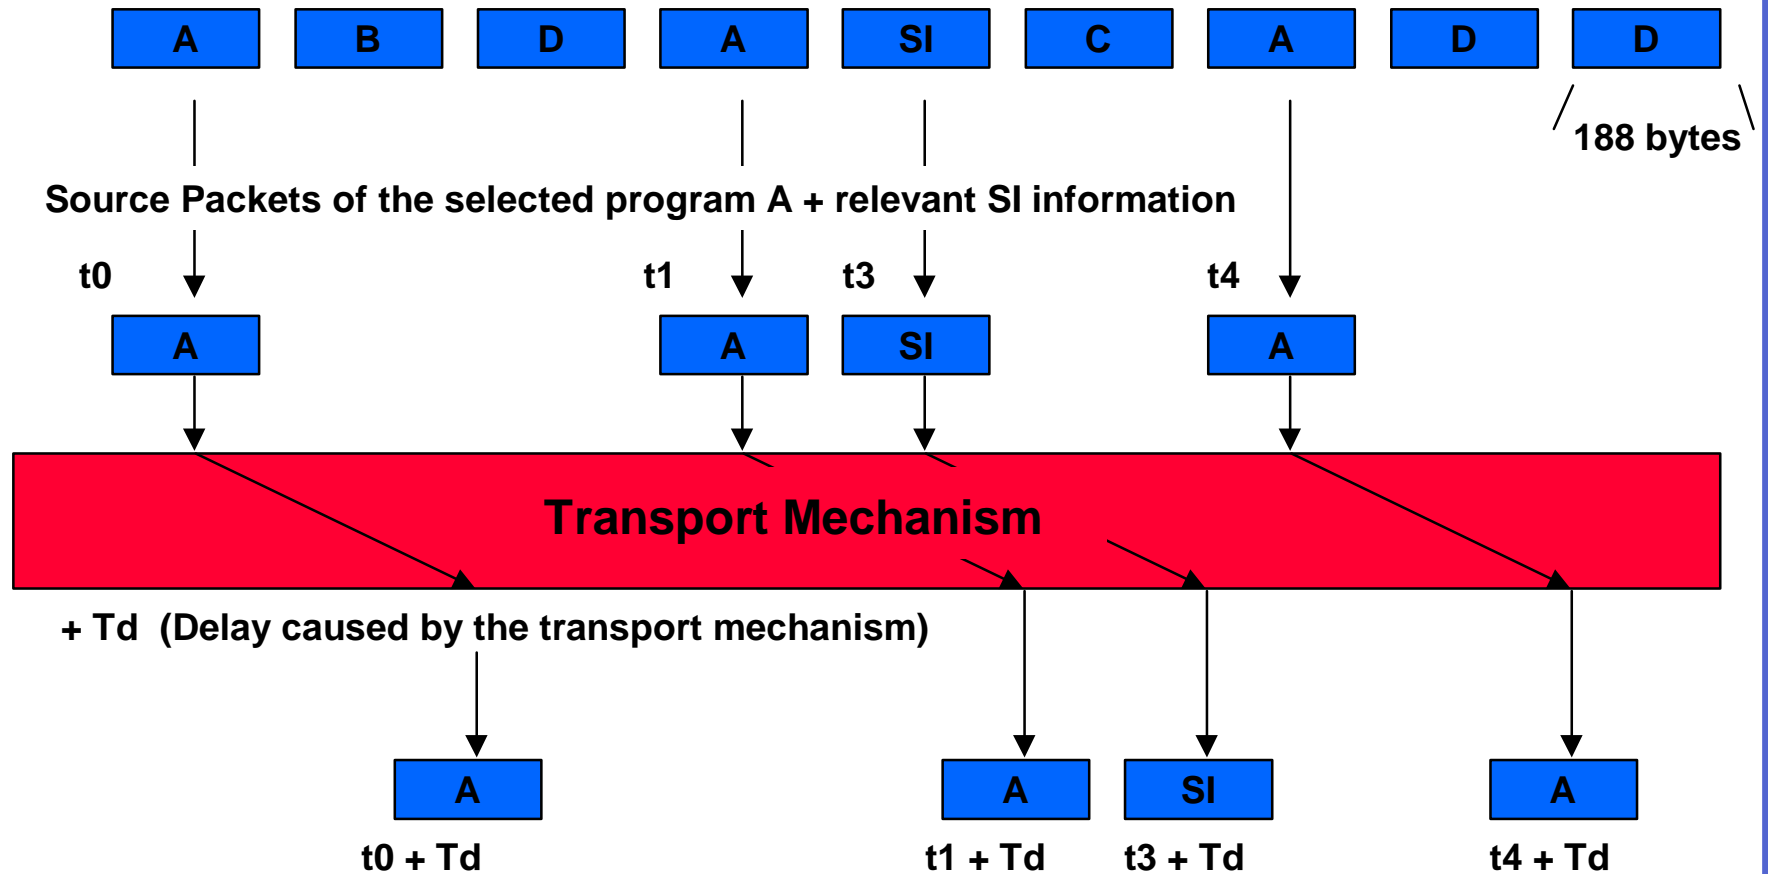 A B D A SI C A D D
188 bytes
Source Packets of the selected program A + relevant SI information
t0 t1 t3 t4
A A SI A
Transport Mechanism
+ Td (Delay caused by the transport mechanism)
A A SI A
t0 + Td t1 + Td t3 + Td t4 + Td